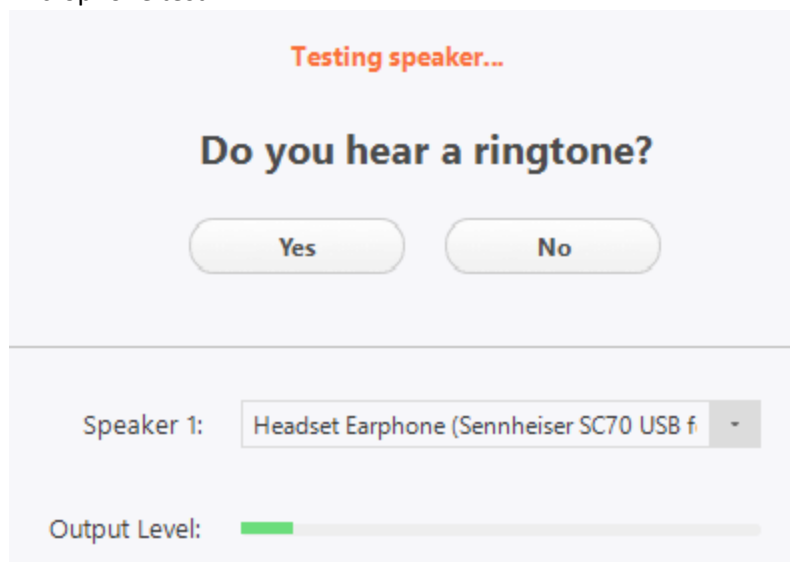 Testing speaker...
Do you hear a ringtone?
Yes
No
Speaker 1:
Headset Earphone (Sennheiser SC70 USB f
Output Level: